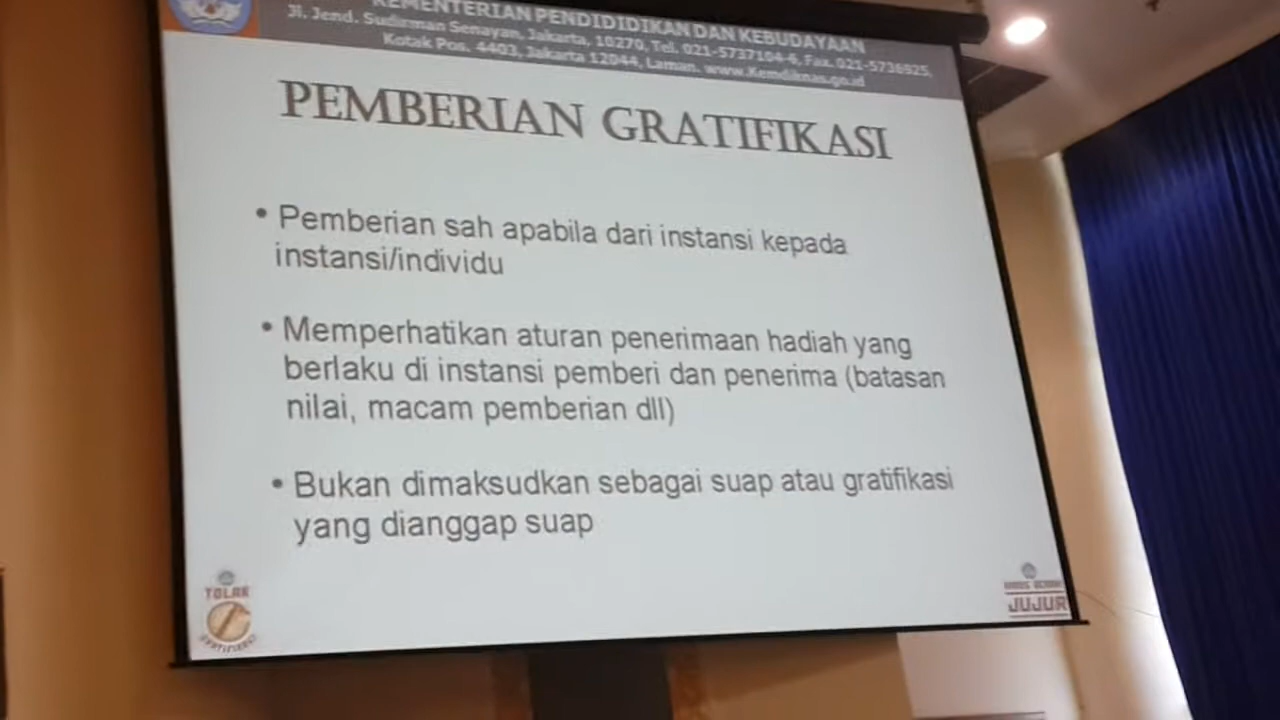 KEMENTERIAN PENDIDIDIKAN DAN KEBUDAYAAN
Jl. Jend. Sudirman Senayan, Jakarta, 10270, Tel. 021-5737104-6, Fax. 021-5736925,
Kotak Pos. 4403, Jakarta 12044, Laman. www.Kemdiknas.go.id
PEMBERIAN GRATIFIKASI
• Pemberian sah apabila dari instansi kepada
instansi/individu
• Memperhatikan aturan penerimaan hadiah yang
berlaku di instansi pemberi dan penerima (batasan
nilai, macam pemberian dll)
• Bukan dimaksudkan sebagai suap atau gratifikasi
yang dianggap suap
TOLAK
JUJUR